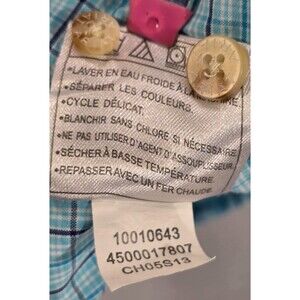 •LAVER EN EAU FROIDE À LA
•SÉPARER LES COULEURS.
•CYCLE DÉLICAT.
•BLANCHIR SANS CHLORE SI NÉCESSAIRE
•NE PAS UTILISER D'AGENT D'ASSOUPLISSEUR.
•SÉCHER À BASSE TEMPÉRATURE.
•REPASSER AVEC UN FER CHAUDE.
10010643
4500017807
CH05S13